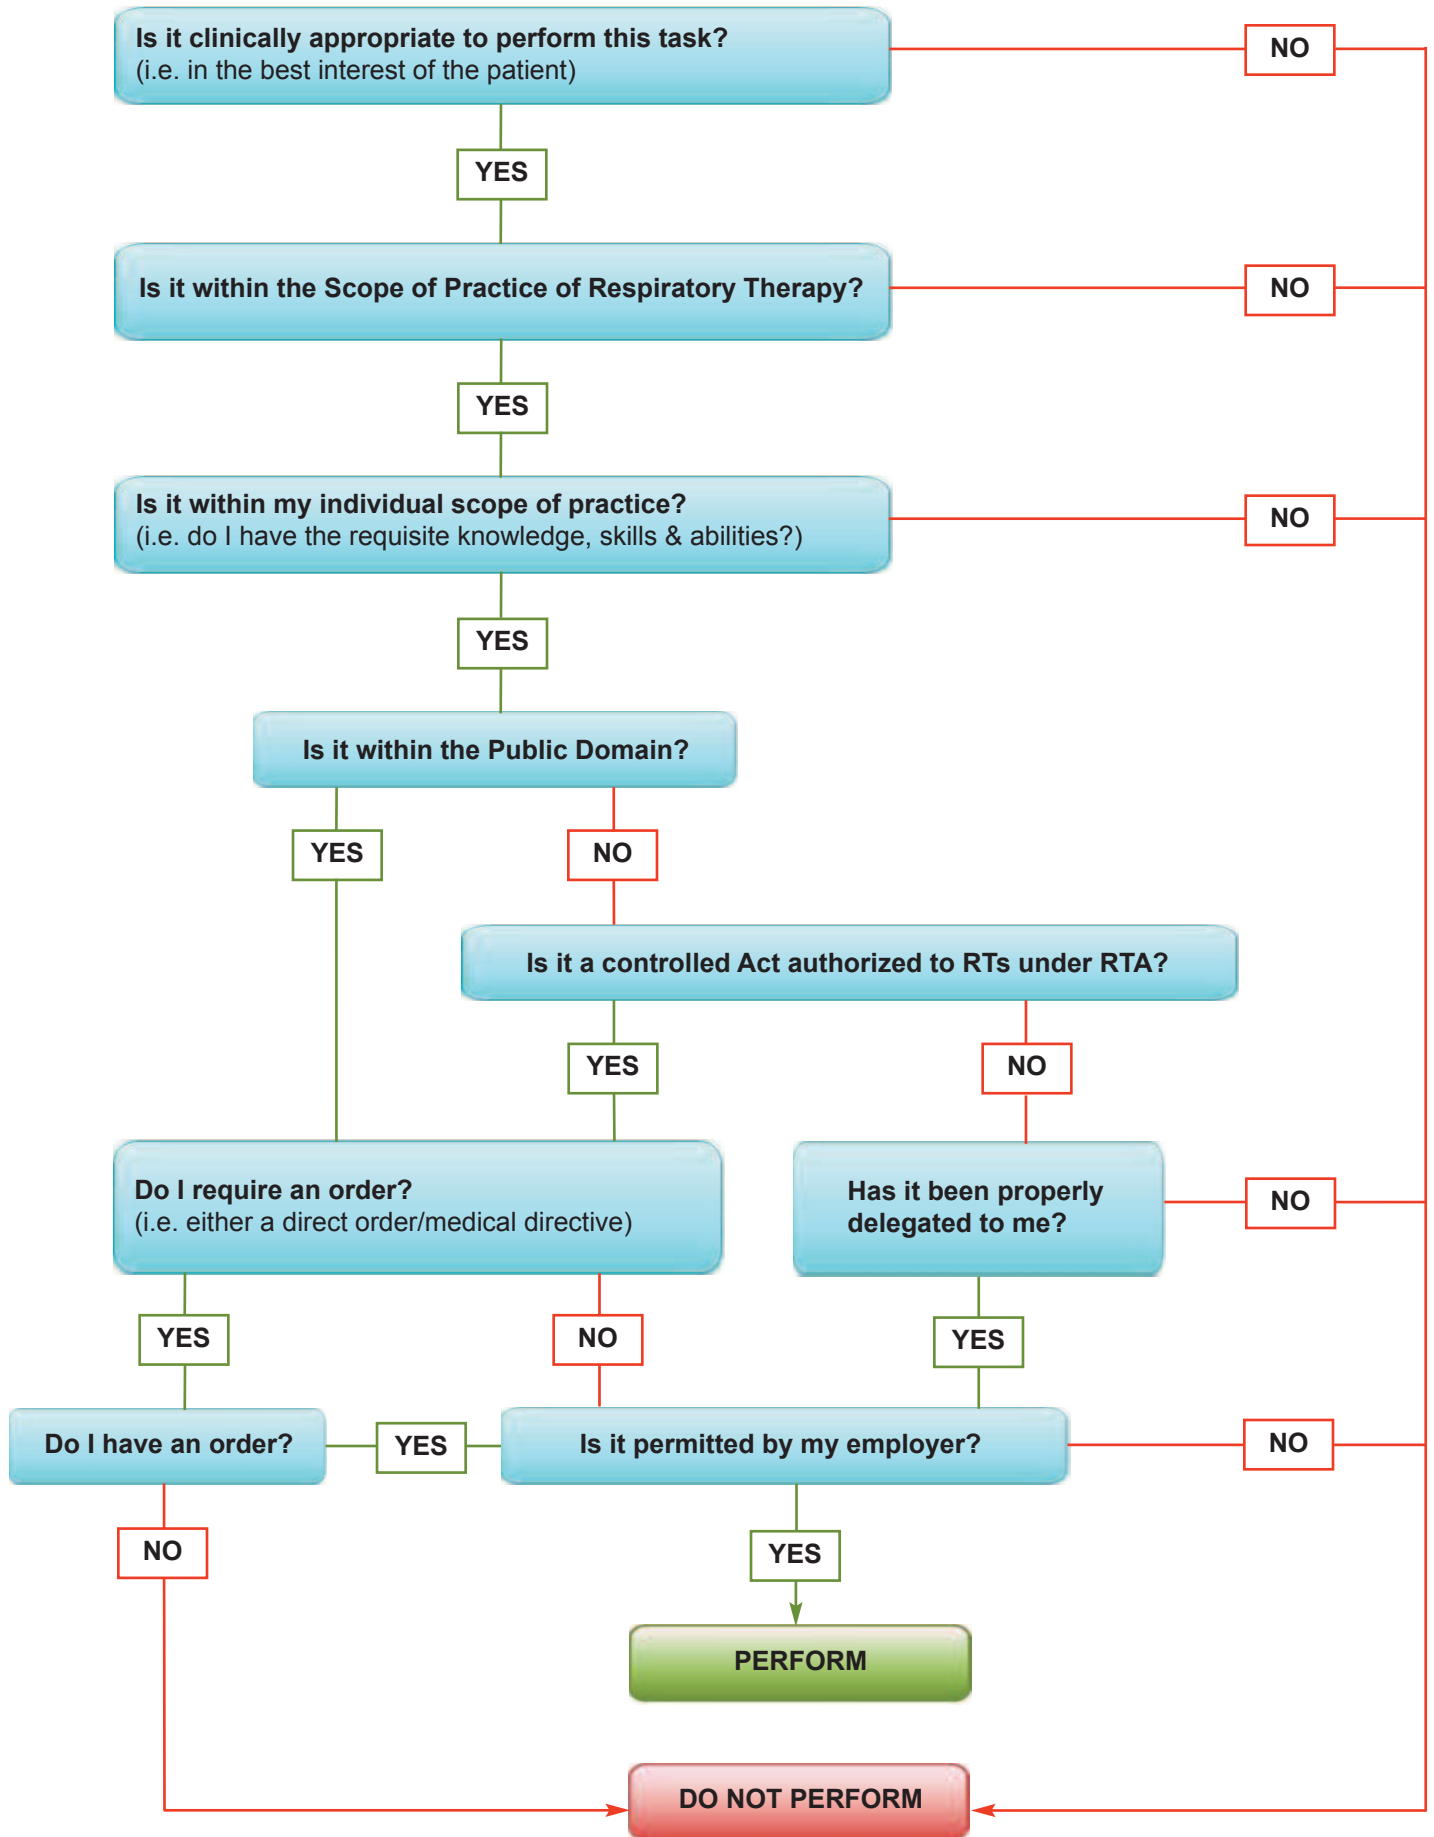 Is it clinically appropriate to perform this task?
(i.e. in the best interest of the patient)
NO
YES
Is it within the Scope of Practice of Respiratory Therapy?
NO
YES
Is it within my individual scope of practice?
(i.e. do I have the requisite knowledge, skills & abilities?)
NO
YES
Is it within the Public Domain?
YES
NO
Is it a controlled Act authorized to RTs under RTA?
YES
NO
Do I require an order?
(i.e. either a direct order/medical directive)
Has it been properly
delegated to me?
NO
YES
NO
YES
Do I have an order?
YES
Is it permitted by my employer?
NO
NO
YES
PERFORM
DO NOT PERFORM